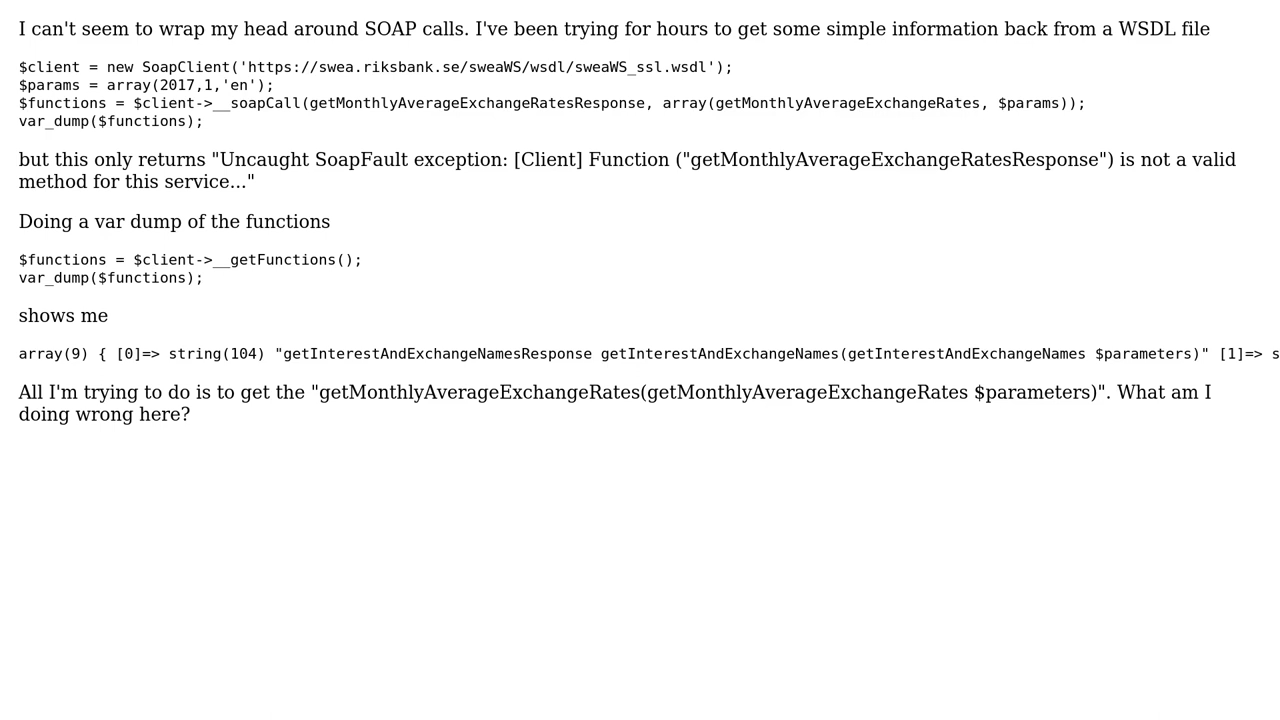 I can't seem to wrap my head around SOAP calls. I've been trying for hours to get some simple information back from a WSDL file
$client = new SoapClient('https://swea.riksbank.se/sweaWS/wsdl/sweaWS_ssl.wsdl');
$params = array(2017,1,'en');
$functions = $client->__soapCall(getMonthlyAverageExchangeRatesResponse, array(getMonthlyAverageExchangeRates, $params));
var_dump($functions);
but this only returns "Uncaught SoapFault exception: [Client] Function ("getMonthlyAverageExchangeRatesResponse") is not a valid
method for this service..."
Doing a var dump of the functions
$functions = $client->__getFunctions();
var_dump($functions);
shows me
array(9) { [0]=> string(104) "getInterestAndExchangeNamesResponse getInterestAndExchangeNames(getInterestAndExchangeNames $parameters)" [1]=> s
All I'm trying to do is to get the "getMonthlyAverageExchangeRates(getMonthlyAverageExchangeRates $parameters)". What am I
doing wrong here?